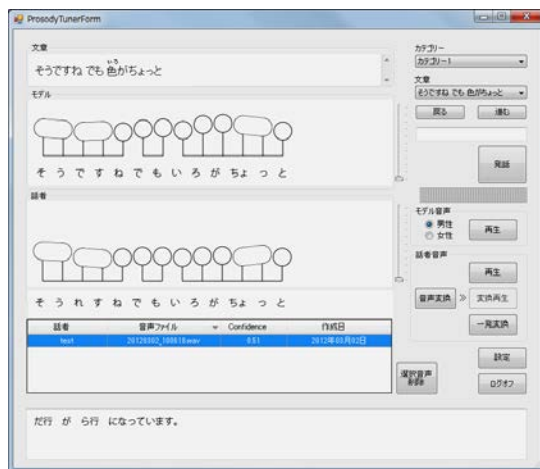 ProsodyTunerForm
文章
そうですね でも 色がちょっと
いろ
カテゴリー
カテゴリー1
文章
そうですね でも 色がちょっと
戻る
進む
モデル
そ う で す ね で も い ろ が ちょ っ と
発話
話者
そ う れ す ね で も い ろ が ちょ っ と
モデル音声
男性
女性
再生
話者音声
再生
音声変換
≫
変換再生
一発変換
話者
音声ファイル
Confidence
作成日
test
20120302_100618.wav
0.51
2012年03月02日
選択音声
削除
設定
ログオフ
だ行 が ら行 になっています。